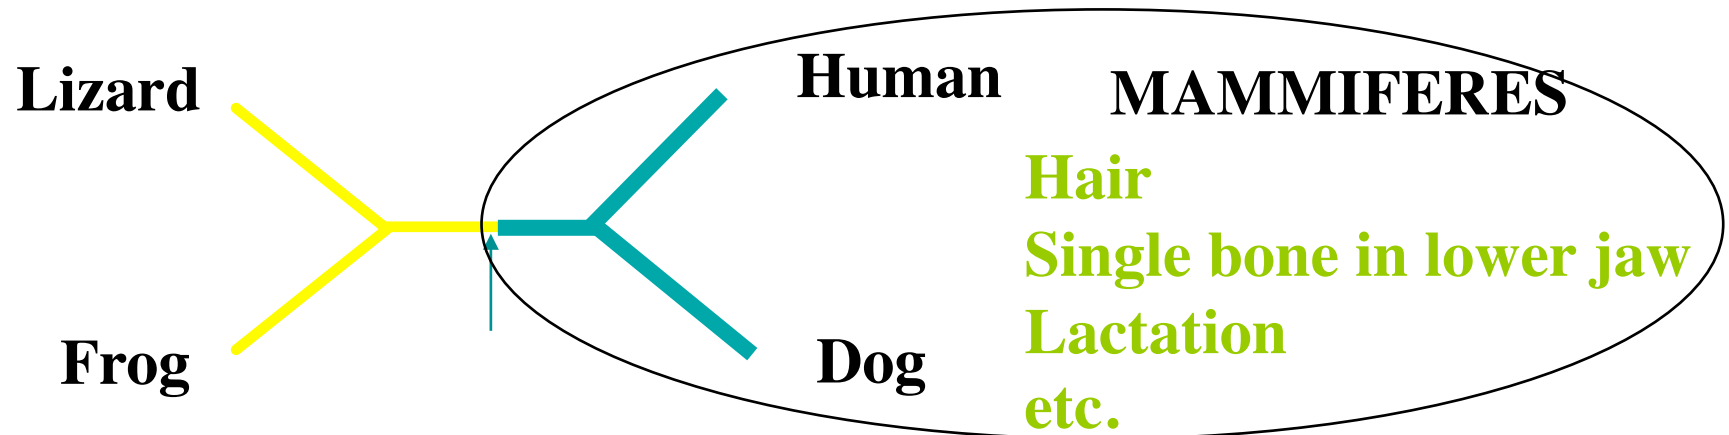 Lizard
Frog
Human
Dog
MAMMIFERES
Hair
Single bone in lower jaw
Lactation
etc.